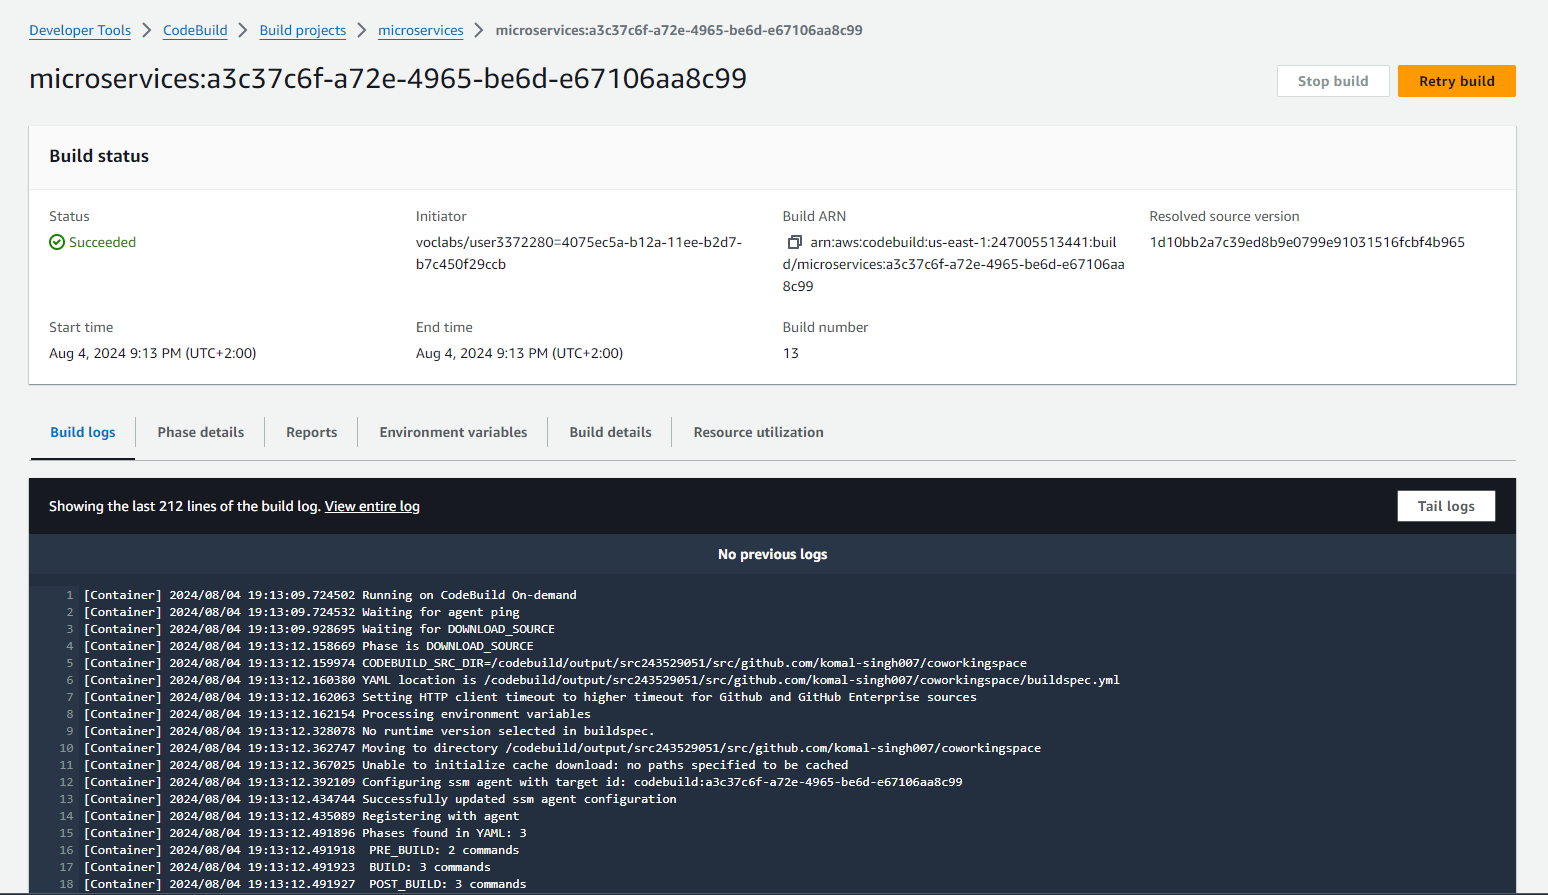 Developer Tools > CodeBuild > Build projects > microservices > microservices:a3c37c6f-a72e-4965-be6d-e67106aa8c99
microservices:a3c37c6f-a72e-4965-be6d-e67106aa8c99
Stop build
Retry build
Build status
Status
Succeeded
Initiator
voclabs/user3372280=4075ec5a-b12a-11ee-b2d7-
b7c450f29ccb
Build ARN
arn:aws:codebuild:us-east-1:247005513441:buil
d/microservices:a3c37c6f-a72e-4965-be6d-e67106aa
8c99
Resolved source version
1d10bb2a7c39ed8b9e0799e91031516fcbf4b965
Start time
Aug 4, 2024 9:13 PM (UTC+2:00)
End time
Aug 4, 2024 9:13 PM (UTC+2:00)
Build number
13
Build logs
Phase details
Reports
Environment variables
Build details
Resource utilization
Showing the last 212 lines of the build log. View entire log
Tail logs
No previous logs
1 [Container] 2024/08/04 19:13:09.724502 Running on CodeBuild On-demand
2 [Container] 2024/08/04 19:13:09.724532 Waiting for agent ping
3 [Container] 2024/08/04 19:13:09.928695 Waiting for DOWNLOAD_SOURCE
4 [Container] 2024/08/04 19:13:12.158669 Phase is DOWNLOAD_SOURCE
5 [Container] 2024/08/04 19:13:12.159974 CODEBUILD_SRC_DIR=/codebuild/output/src243529051/src/github.com/komal-singh007/coworkingspace
6 [Container] 2024/08/04 19:13:12.160380 YAML location is /codebuild/output/src243529051/src/github.com/komal-singh007/coworkingspace/buildspec.yml
7 [Container] 2024/08/04 19:13:12.162063 Setting HTTP client timeout to higher timeout for Github and GitHub Enterprise sources
8 [Container] 2024/08/04 19:13:12.162154 Processing environment variables
9 [Container] 2024/08/04 19:13:12.328078 No runtime version selected in buildspec.
10 [Container] 2024/08/04 19:13:12.362747 Moving to directory /codebuild/output/src243529051/src/github.com/komal-singh007/coworkingspace
11 [Container] 2024/08/04 19:13:12.367025 Unable to initialize cache download: no paths specified to be cached
12 [Container] 2024/08/04 19:13:12.392109 Configuring ssm agent with target id: codebuild:a3c37c6f-a72e-4965-be6d-e67106aa8c99
13 [Container] 2024/08/04 19:13:12.434744 Successfully updated ssm agent configuration
14 [Container] 2024/08/04 19:13:12.435089 Registering with agent
15 [Container] 2024/08/04 19:13:12.491896 Phases found in YAML: 3
16 [Container] 2024/08/04 19:13:12.491918  PRE_BUILD: 2 commands
17 [Container] 2024/08/04 19:13:12.491923  BUILD: 3 commands
18 [Container] 2024/08/04 19:13:12.491927  POST_BUILD: 3 commands